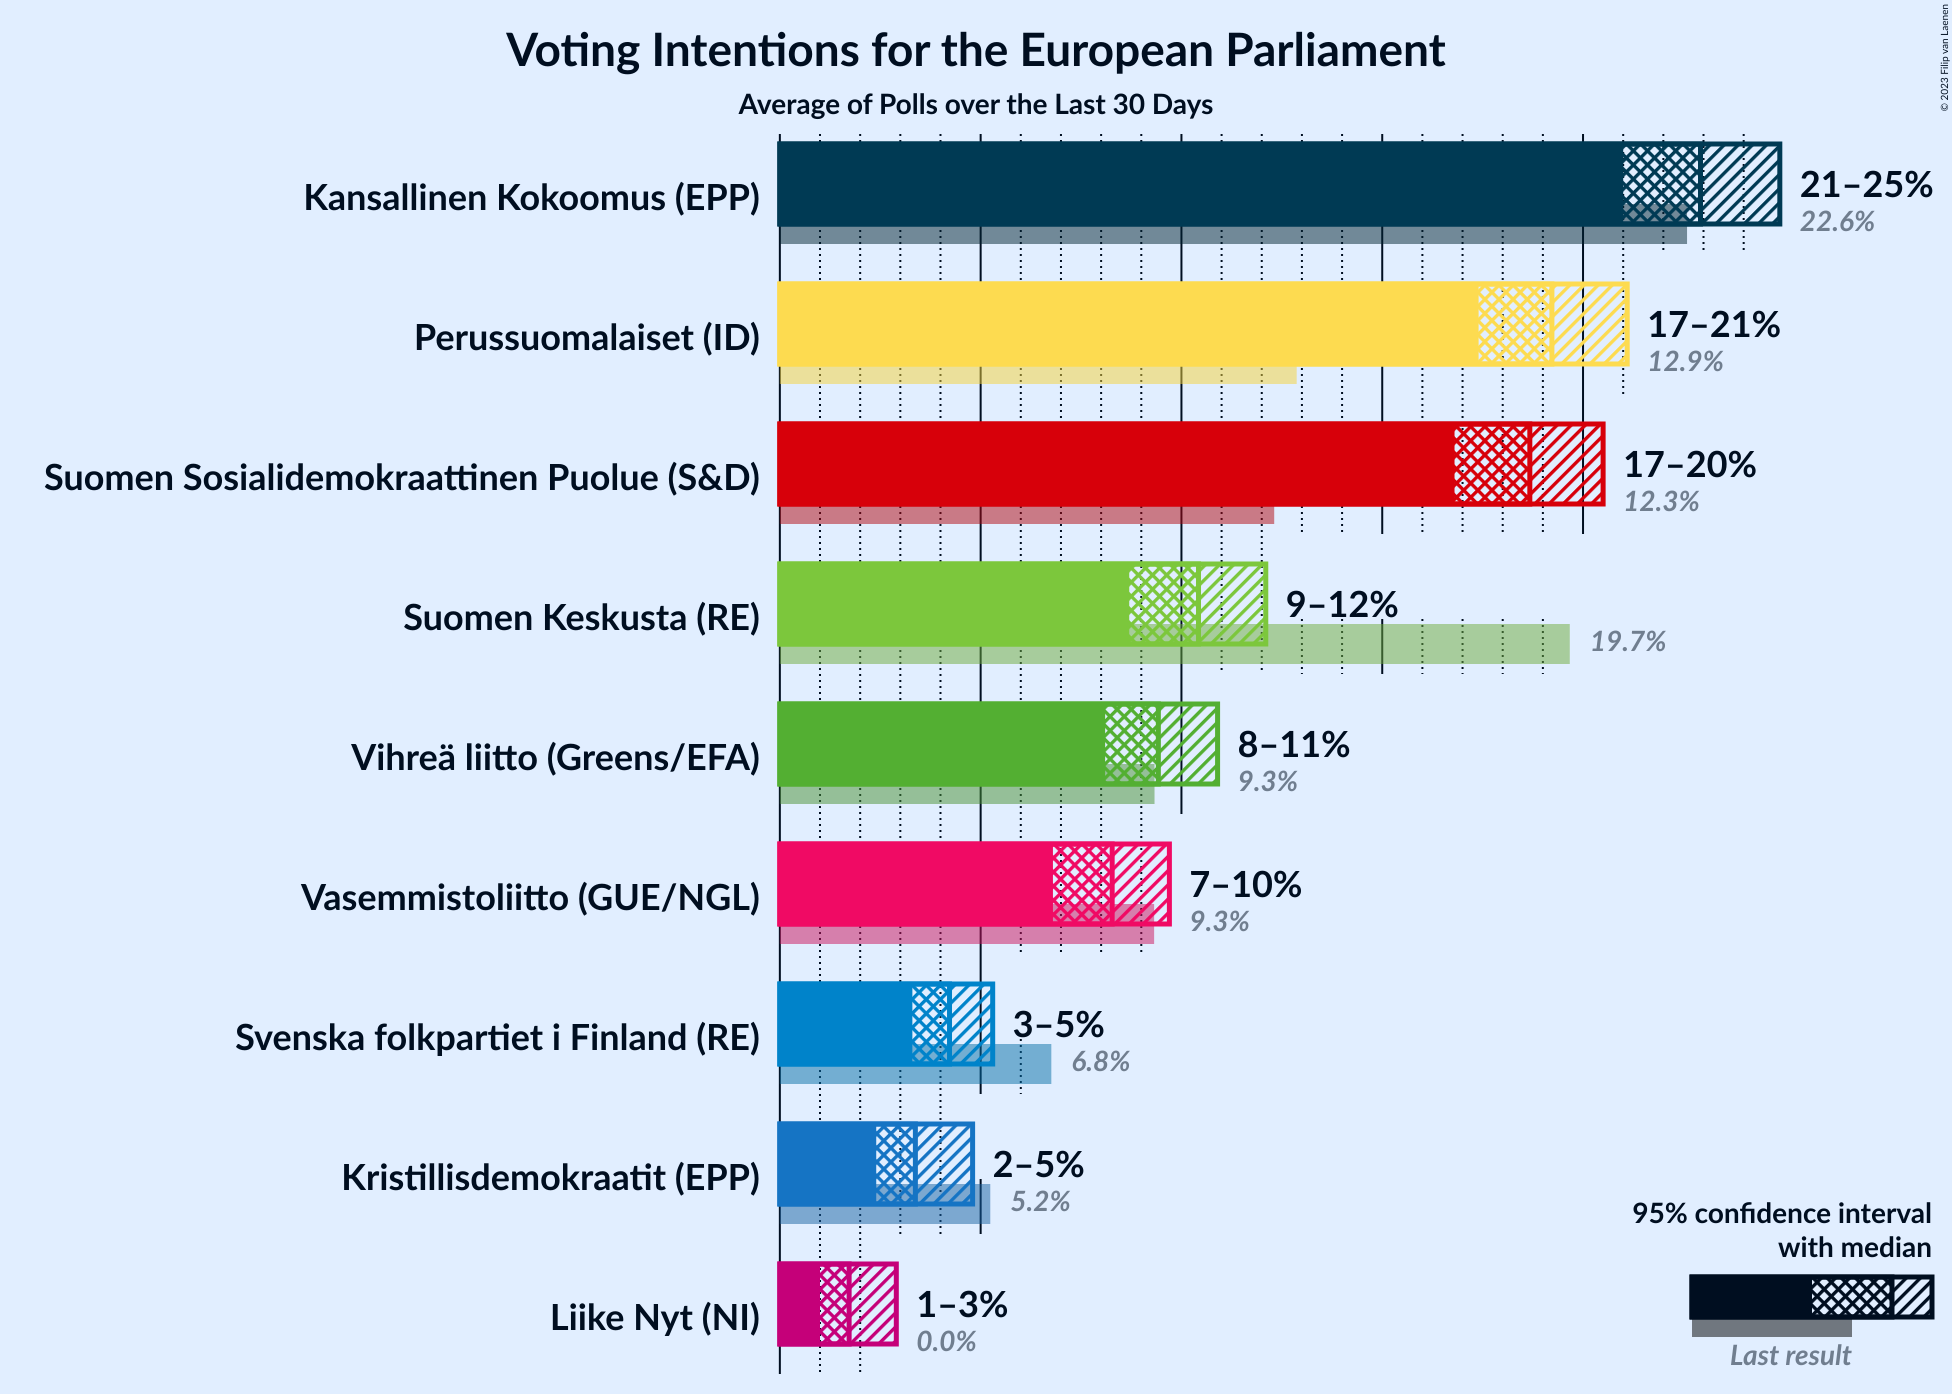 Voting Intentions for the European Parliament
Average of Polls over the Last 30 Days
© 2023 Filip van Laenen
Kansallinen Kokoomus (EPP)
21–25%
22.6%
Perussuomalaiset (ID)
17–21%
12.9%
Suomen Sosialidemokraattinen Puolue (S&D)
17–20%
12.3%
Suomen Keskusta (RE)
9–12%
19.7%
Vihreä liitto (Greens/EFA)
8–11%
9.3%
Vasemmistoliitto (GUE/NGL)
7–10%
9.3%
Svenska folkpartiet i Finland (RE)
3–5%
6.8%
Kristillisdemokraatit (EPP)
2–5%
5.2%
Liike Nyt (NI)
1–3%
0.0%
95% confidence interval
with median
Last result